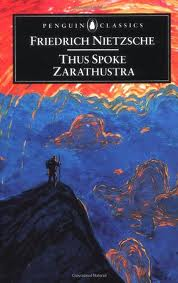 PENGUIN CLASSICS
FRIEDRICH NIETZSCHE
THUS SPOKE
ZARATHUSTRA